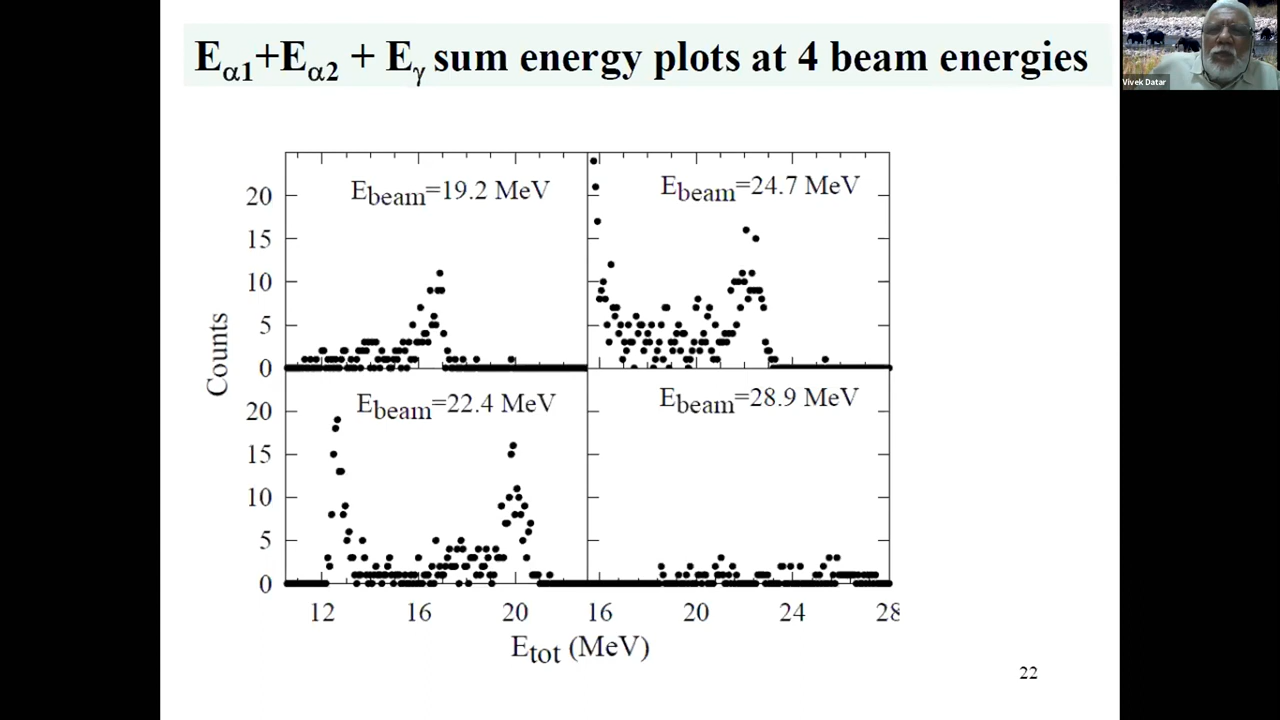 Eα1+Eα2 + Eγ sum energy plots at 4 beam energies
Vivek Datar
Ebeam=19.2 MeV
Ebeam=24.7 MeV
20
15
10
5
0
Ebeam=22.4 MeV
Ebeam=28.9 MeV
20
15
10
5
0
Counts
12 16 20 16 20 24 28
Etot (MeV)
22